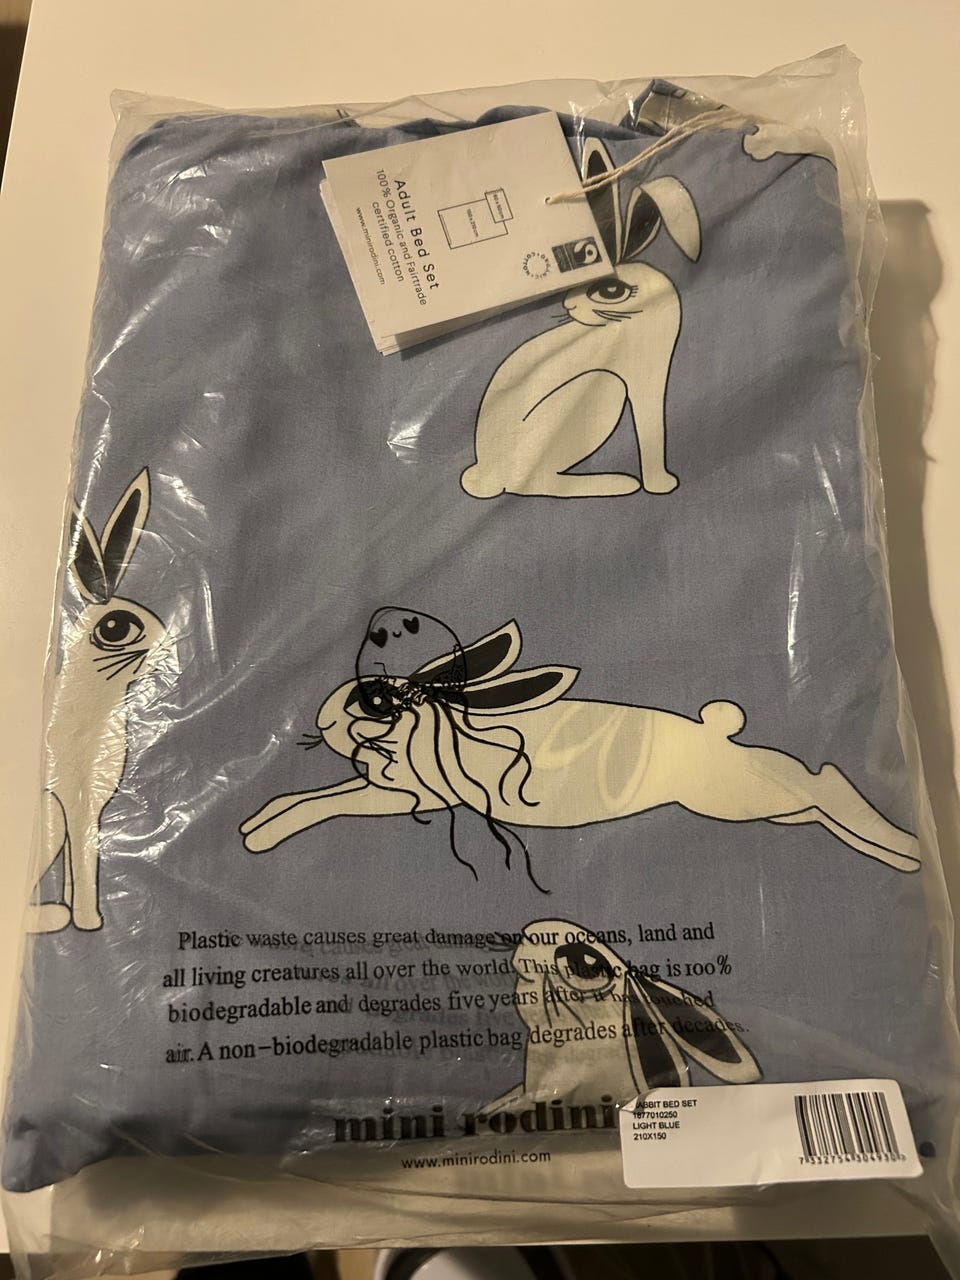 Adult Bed Set
100% Organic and Fairtrade
certified cotton
www.minirodini.com
Plastic waste causes great damage on our oceans, land and
all living creatures all over the world. This plastic bag is 100%
biodegradable and degrades five years after it has touched
air. A non-biodegradable plastic bag degrades after decades.
mini rodini
www.minirodini.com
ABBIT BED SET
1877010250
LIGHT BLUE
210X150